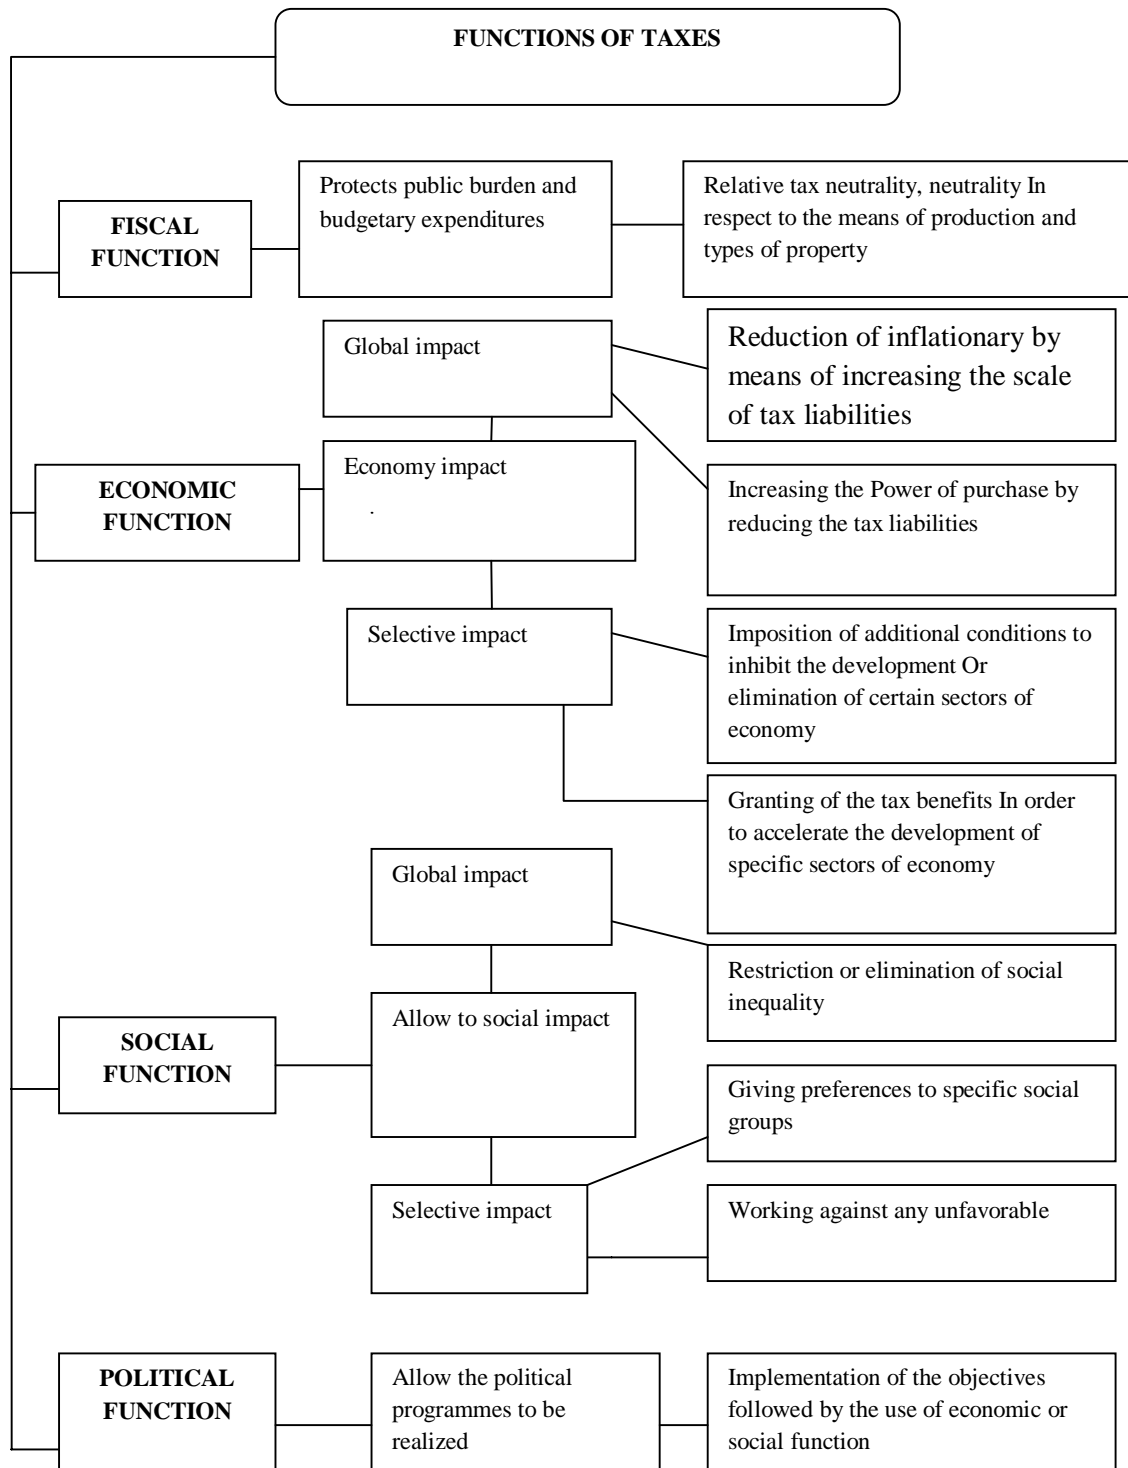 FUNCTIONS OF TAXES
FISCAL
FUNCTION
Protects public burden and
budgetary expenditures
Relative tax neutrality, neutrality In
respect to the means of production and
types of property
Global impact
Reduction of inflationary by
means of increasing the scale
of tax liabilities
ECONOMIC
FUNCTION
Economy impact
.
Increasing the Power of purchase by
reducing the tax liabilities
Selective impact
Imposition of additional conditions to
inhibit the development Or
elimination of certain sectors of
economy
Granting of the tax benefits In order
to accelerate the development of
specific sectors of economy
Global impact
Restriction or elimination of social
inequality
SOCIAL
FUNCTION
Allow to social impact
Giving preferences to specific social
groups
Selective impact
Working against any unfavorable
POLITICAL
FUNCTION
Allow the political
programmes to be
realized
Implementation of the objectives
followed by the use of economic or
social function